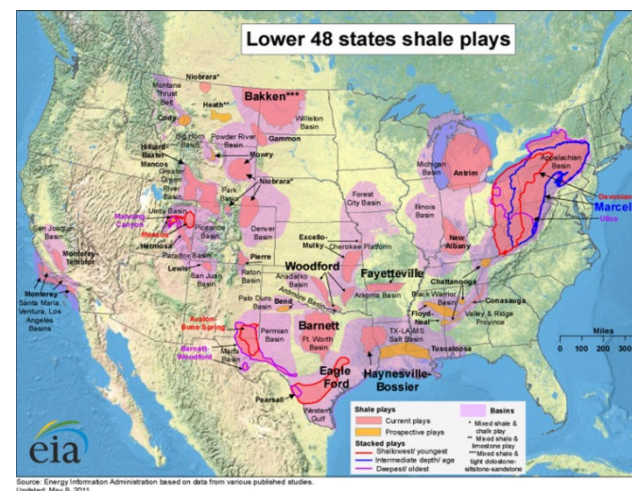 Lower 48 states shale plays
Niobrara*
Montana
Thrust
Belt
Cody
Heath**
Bakken***
Williston
Basin
Big Horn
Basin
Powder River
Basin
Gammon
Hilliard-
Baxter-
Mancos
Mowry
Greater
Green
River
Basin
Park
Basin
Niobrara*
Michigan
Basin
Antrim
Appalachian
Basin
Devonian
Marcel
Utica
Forest
City Basin
Illinois
Basin
Uinta Basin
Manning
Canyon
Mancos
Piceance
Basin
Denver
Basin
Hermosa
Paradox Basin
Lewis
San Juan
Basin
Pierre
Raton
Basin
Excello-
Mulky
Cherokee Platform
New
Albany
San Joaquin
Basin
Monterey-
Temblor
Monterey
Santa Maria,
Ventura, Los
Angeles
Basins
Woodford
Anadarko
Basin
Fayetteville
Arkoma Basin
Chattanooga
Black Warrior
Basin
Conasauga
Valley & Ridge
Province
Floyd-
Neal
Palo Duro
Basin
Bend
Ardmore Basin
Avalon-
Bone Spring
Permian
Basin
Barnett
Ft. Worth
Basin
TX-LA-MS
Salt Basin
Tuscaloosa
Barnett-
Woodford
Marfa
Basin
Eagle
Ford
Haynesville-
Bossier
Pearsall
Western
Gulf
Miles
0 100 200 300
Shale plays
Current plays
Prospective plays
Stacked plays
Shallowest/ youngest
Intermediate depth/ age
Deepest/ oldest
Basins
* Mixed shale &
chalk play
** Mixed shale &
limestone play
***Mixed shale &
tight dolostone-
siltstone-sandstone
eia
Source: Energy Information Administration based on data from various published studies.
Updated: May 9, 2011